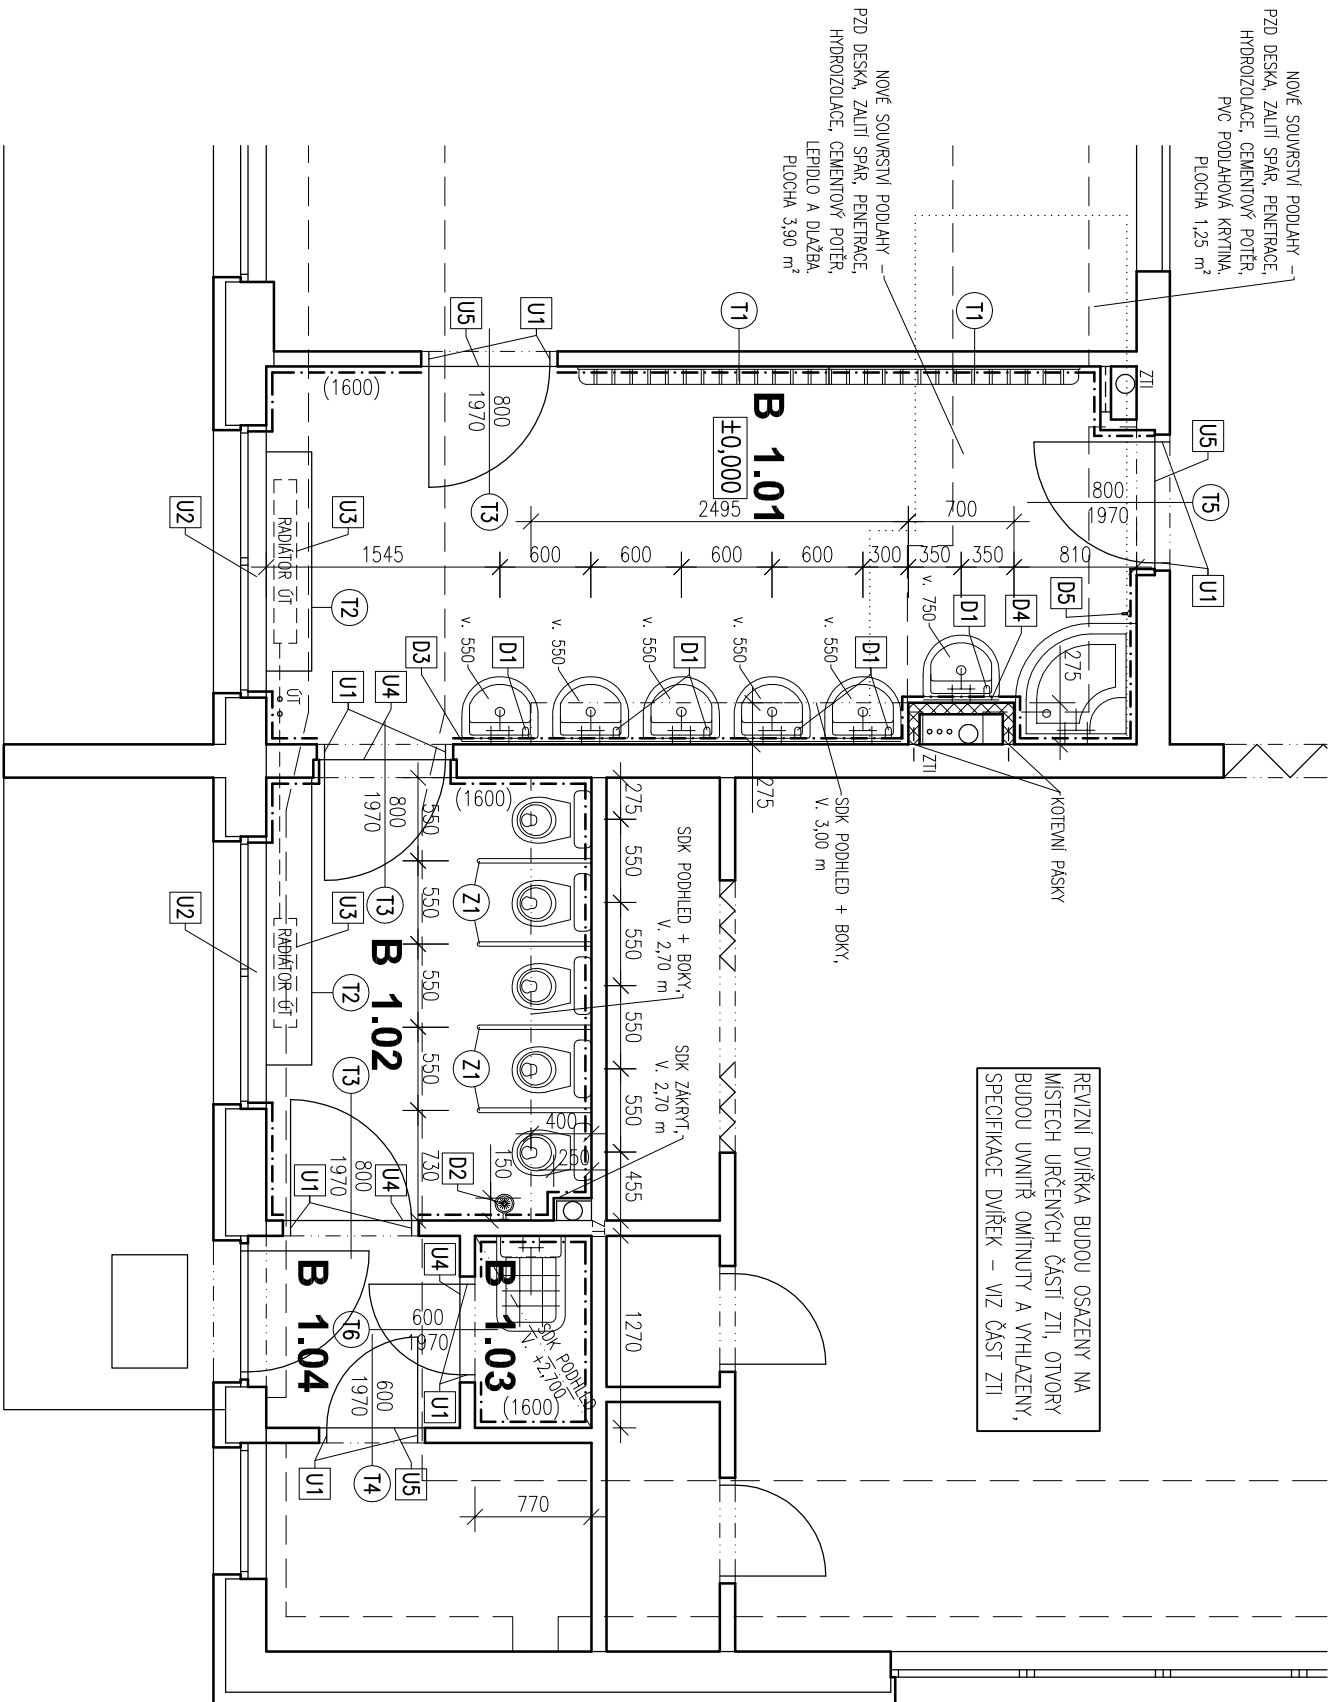 NOVÉ SOUVRSTVÍ PODLAHY –
PZD DESKA, ZALITÍ SPÁR, PENETRACE,
HYDROIZOLACE, CEMENTOVÝ POTĚR,
PVC PODLAHOVÁ KRYTINA.
PLOCHA 1,25 m²
NOVÉ SOUVRSTVÍ PODLAHY –
PZD DESKA, ZALITÍ SPÁR, PENETRACE,
HYDROIZOLACE, CEMENTOVÝ POTĚR,
LEPIDLO A DLAŽBA.
PLOCHA 3,90 m²
ZTI
U5
T5
U1
800
1970
T1
T1
U1
U5
800
1970
T3
(1600)
B 1.01
±0,000
2495
700
1545
600
600
600
600
300
350
350
810
U2
U3
RADIÁTOR ÚT
T2
ÚT
D5
D4
D1
v. 750
D1
v. 550
v. 550
D1
v. 550
v. 550
D1
v. 550
D3
275
275
ZTI
KOTEVNÍ PÁSKY
SDK PODHLED + BOKY,
V. 3,00 m
U1
U4
800
1970
T3
(1600)
275
550
550
550
550
550
455
550
550
550
550
730
Z1
Z1
SDK PODHLED + BOKY,
V. 2,70 m
SDK ZÁKRYT,
V. 2,70 m
B 1.02
U2
U3
RADIÁTOR ÚT
T2
T3
400
250
150
D2
ZTI
U1
U4
800
1970
B 1.03
SDK PODHLED
V. +2,700
(1600)
1270
U4
U1
600
1970
T6
B 1.04
600
1970
U1
T4
U5
770
REVIZNÍ DVÍŘKA BUDOU OSAZENY NA
MÍSTECH URČENÝCH ČÁSTÍ ZTI, OTVORY
BUDOU UVNITŘ OMÍTNUTY A VYHLAZENY,
SPECIFIKACE DVÍŘEK – VIZ ČÁST ZTI